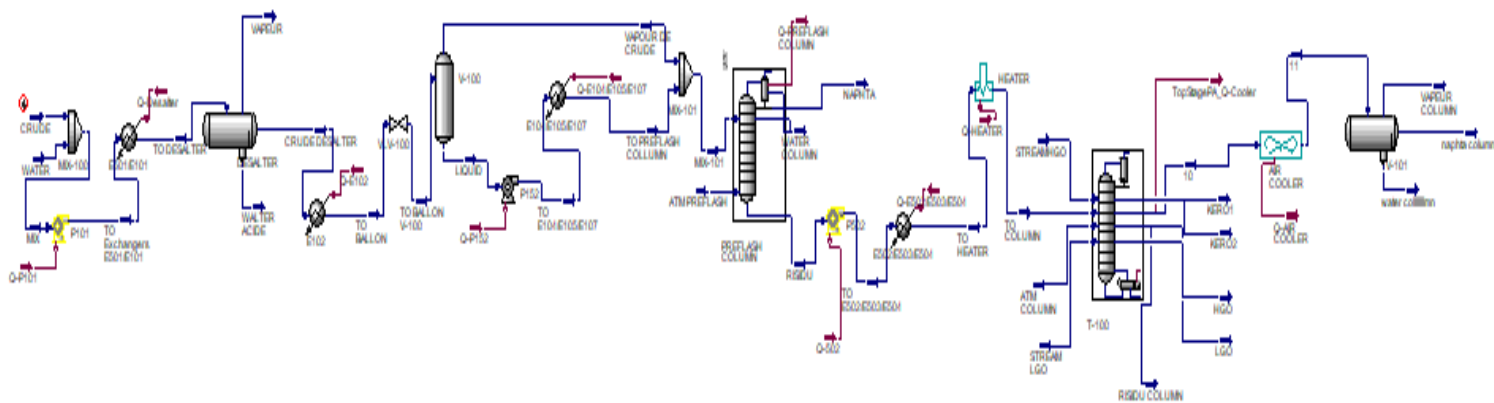 VAPEUR
CRUDE
WATER
MIX-100
MIX
P101
Q-P101
TO
Exchangers
E501/E101
Q-Desalter
E501/E101
TO DESALTER
DESALTER
WALTER
ACIDE
CRUDE DESALTER
Q-E102
E102
TO
BALLON
VLV-100
TO BALLON
V-100
V-100
LIQUID
P152
Q-P152
TO
E104/E105/E107
Q-E104/E105/E107
E104/E105/E107
TO PREFLASH
COLLUMN
VAPOUR DE
CRUDE
MIX-101
MIX-101
ATM PREFLASH
Q-PREFLASH
COLUMN
NAPHTA
WATER
COLUMN
PREFLASH
COLUMN
RISIDU
P502
Q-502
TO
E502/E503/E504
Q-E502/E503/E504
E502/E503/E504
TO
HEATER
HEATER
Q-HEATER
TO
COLUMN
STREAMHGO
ATM
COLUMN
STREAM
LGO
T-100
TopStagePA_Q-Cooler
10
KERO1
KERO2
HGO
LGO
RISIDU COLUMN
AIR
COOLER
Q-AIR
COOLER
11
VAPEUR
COLUMN
naphta column
V-101